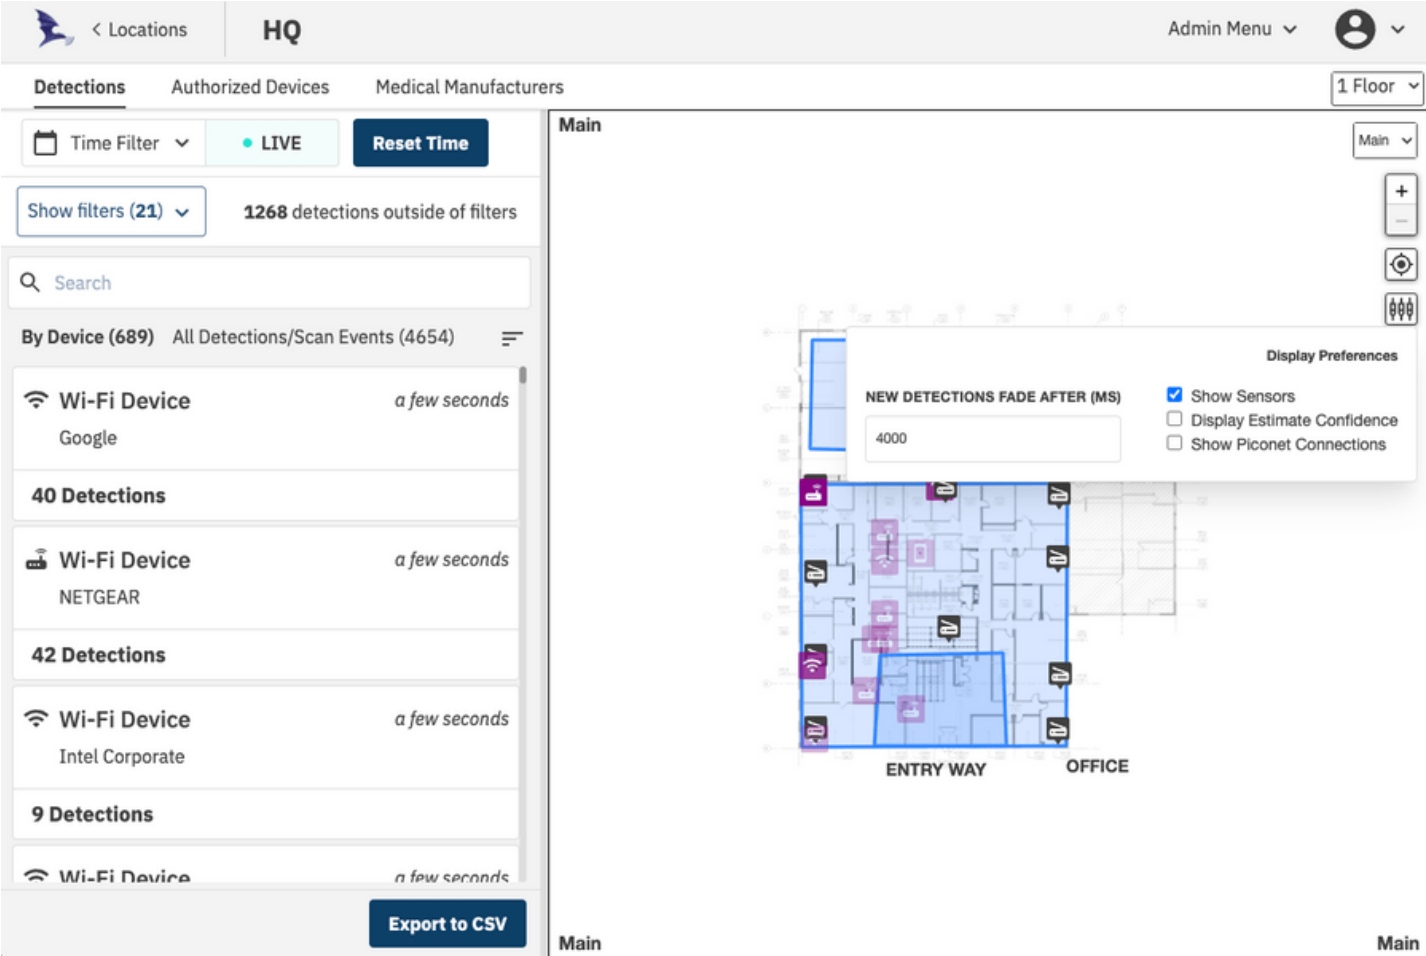 < Locations
HQ
Admin Menu
Detections
Authorized Devices
Medical Manufacturers
1 Floor
Time Filter
LIVE
Reset Time
Show filters (21)
1268 detections outside of filters
Search
By Device (689)
All Detections/Scan Events (4654)
Wi-Fi Device
a few seconds
Google
40 Detections
Wi-Fi Device
a few seconds
NETGEAR
42 Detections
Wi-Fi Device
a few seconds
Intel Corporate
9 Detections
Wi-Fi Device
a few seconds
Export to CSV
Main
Main
+
−
Display Preferences
NEW DETECTIONS FADE AFTER (MS)
4000
Show Sensors
Display Estimate Confidence
Show Piconet Connections
ENTRY WAY
OFFICE
Main
Main